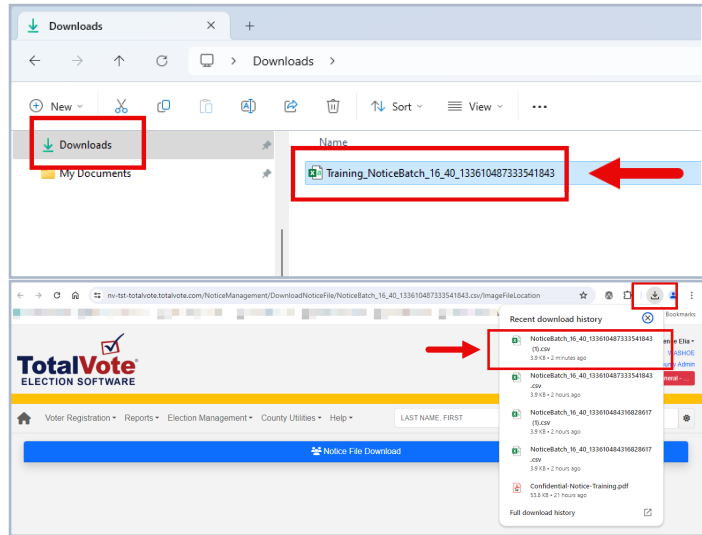 Downloads
Downloads
New
Sort
View
Downloads
Name
My Documents
Training_NoticeBatch_16_40_133610487333541843
nv-tst-totalvote.totalvote.com/NoticeManagement/DownloadNoticeFile/NoticeBatch_16_40_133610487333541843.csv/ImageFileLocation
Bookmarks
Recent download history
NoticeBatch_16_40_133610487333541843
(1).csv
3.9 KB • 2 minutes ago
WASHOE
NoticeBatch_16_40_133610487333541843
.csv
3.9 KB • 2 hours ago
NoticeBatch_16_40_133610484316828617
(1).csv
3.9 KB • 2 hours ago
NoticeBatch_16_40_133610484316828617
.csv
3.9 KB • 2 hours ago
Confidential-Notice-Training.pdf
53.8 KB • 21 hours ago
Full download history
TotalVote
ELECTION SOFTWARE
Voter Registration
Reports
Election Management
County Utilities
Help
LAST NAME, FIRST
Notice File Download